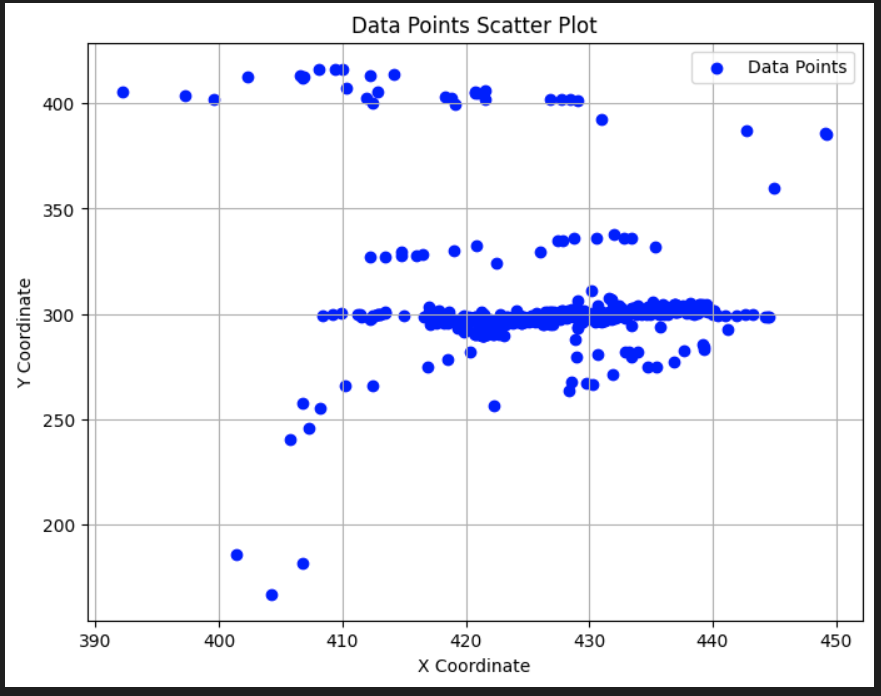 Data Points Scatter Plot
Data Points
400
350
300
250
200
Y Coordinate
390 400 410 420 430 440 450
X Coordinate